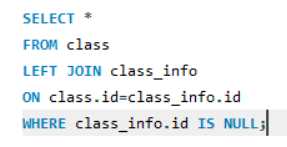 SELECT *
FROM class
LEFT JOIN class_info
ON class.id=class_info.id
WHERE class_info.id IS NULL;